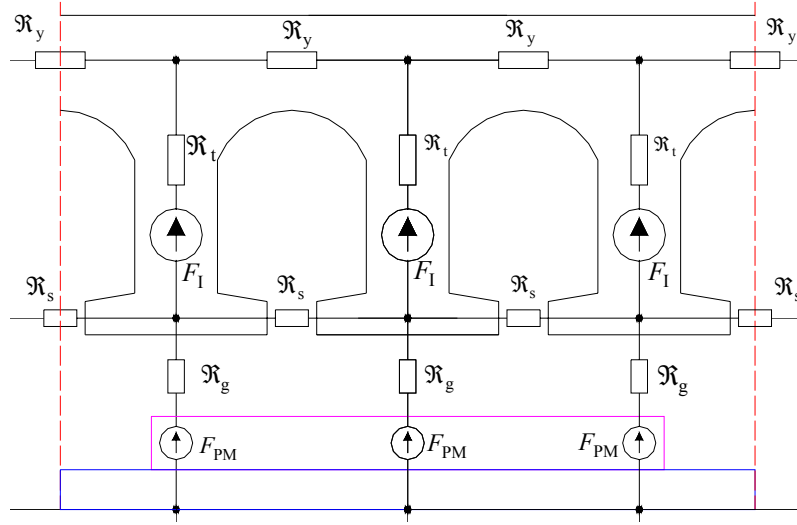 ℜy ℜy ℜy ℜy
ℜt ℜt ℜt
FI FI FI
ℜs ℜs ℜs ℜs
ℜg ℜg ℜg
FPM FPM FPM